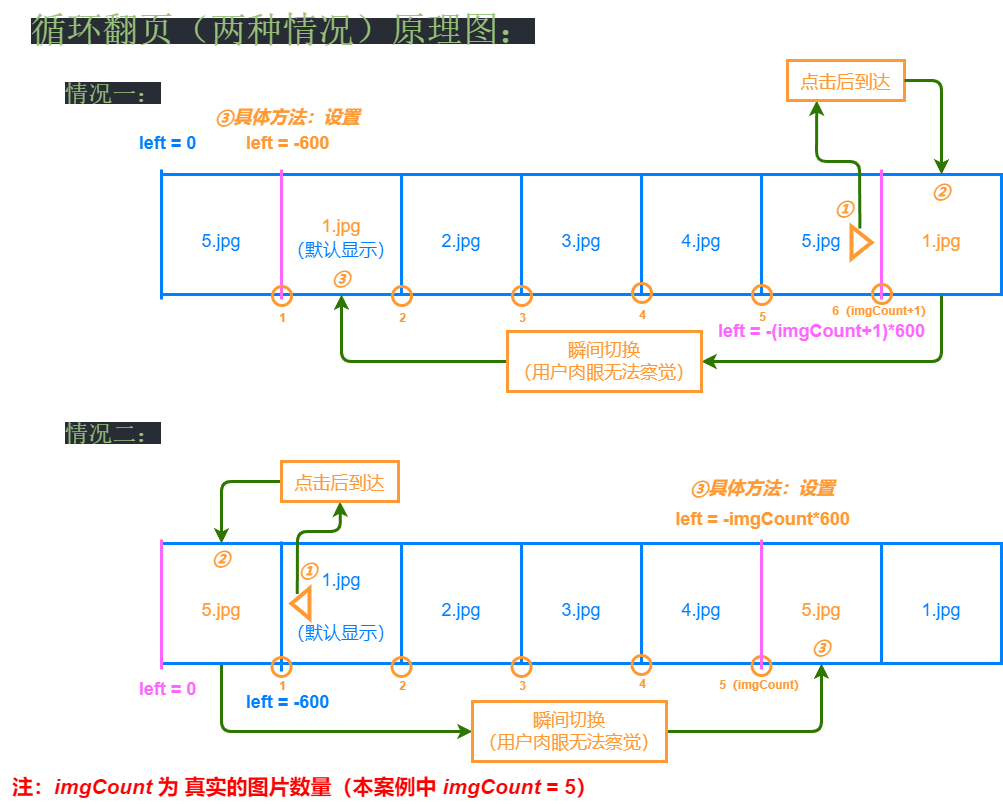 循环翻页（两种情况）原理图：
情况一：
点击后到达
③具体方法：设置
left = 0
left = -600
5.jpg
1.jpg
(默认显示)
③
2.jpg
3.jpg
4.jpg
①
5.jpg
②
1.jpg
1
2
3
4
5
6（imgCount+1）
left = -(imgCount+1)*600
瞬间切换
（用户肉眼无法察觉）
情况二：
点击后到达
③具体方法：设置
left = -imgCount*600
②
5.jpg
①
1.jpg
(默认显示)
2.jpg
3.jpg
4.jpg
5.jpg
③
1.jpg
1
2
3
4
5（imgCount）
left = 0
left = -600
瞬间切换
（用户肉眼无法察觉）
注：imgCount 为 真实的图片数量（本案例中 imgCount = 5）